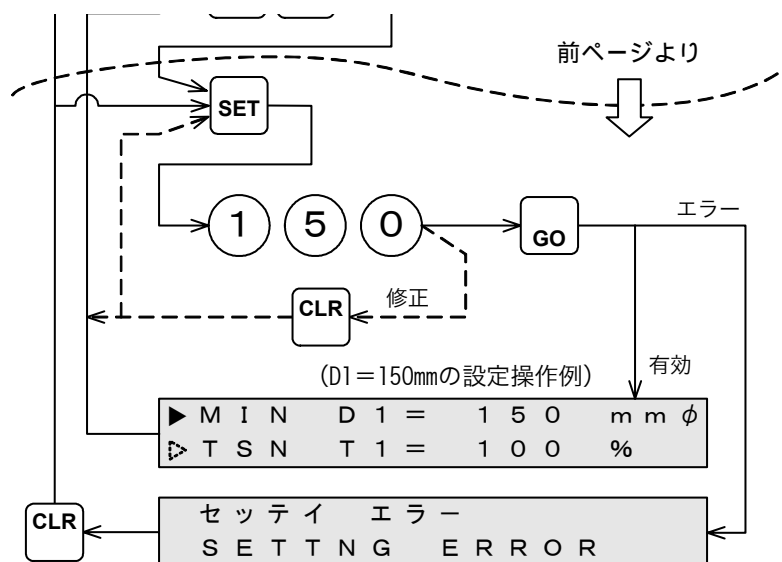 前ページより
SET
1 5 0
GO
エラー
CLR
修正
有効
(D1=150mmの設定操作例)
▶MIN D1= 150 mmφ
▷TSN T1= 100 %
CLR
セッテイ エラー
SETTNG ERROR